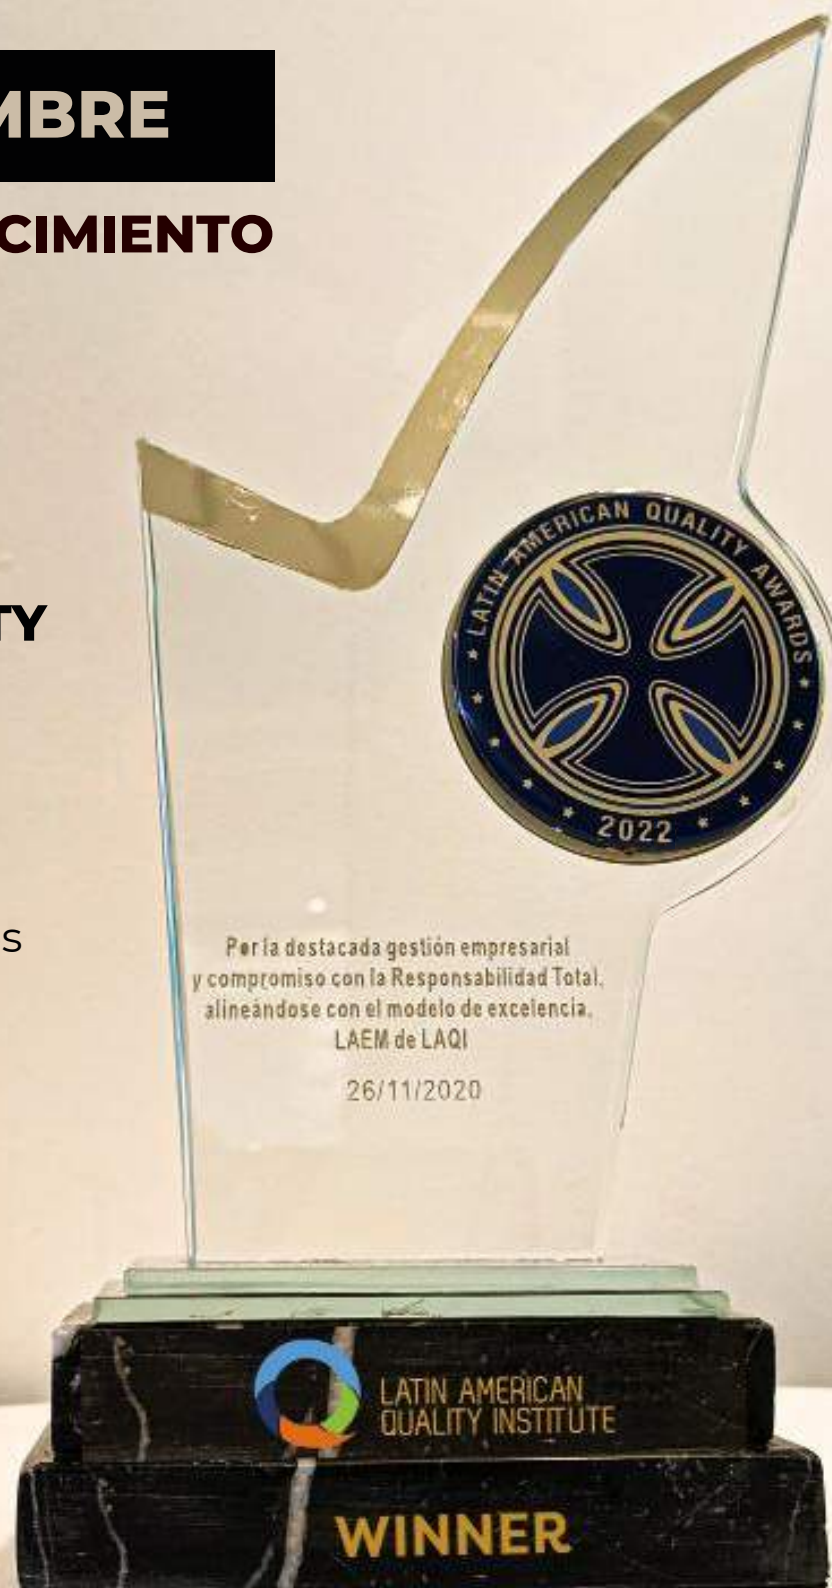 MBRE
CIMIENTO
TY
s
LATIN AMERICAN QUALITY AWARDS
2022
Por la destacada gestión empresarial
y compromiso con la Responsabilidad Total,
alineándose con el modelo de excelencia,
LAEM de LAQI
26/11/2020
LATIN AMERICAN
QUALITY INSTITUTE
WINNER